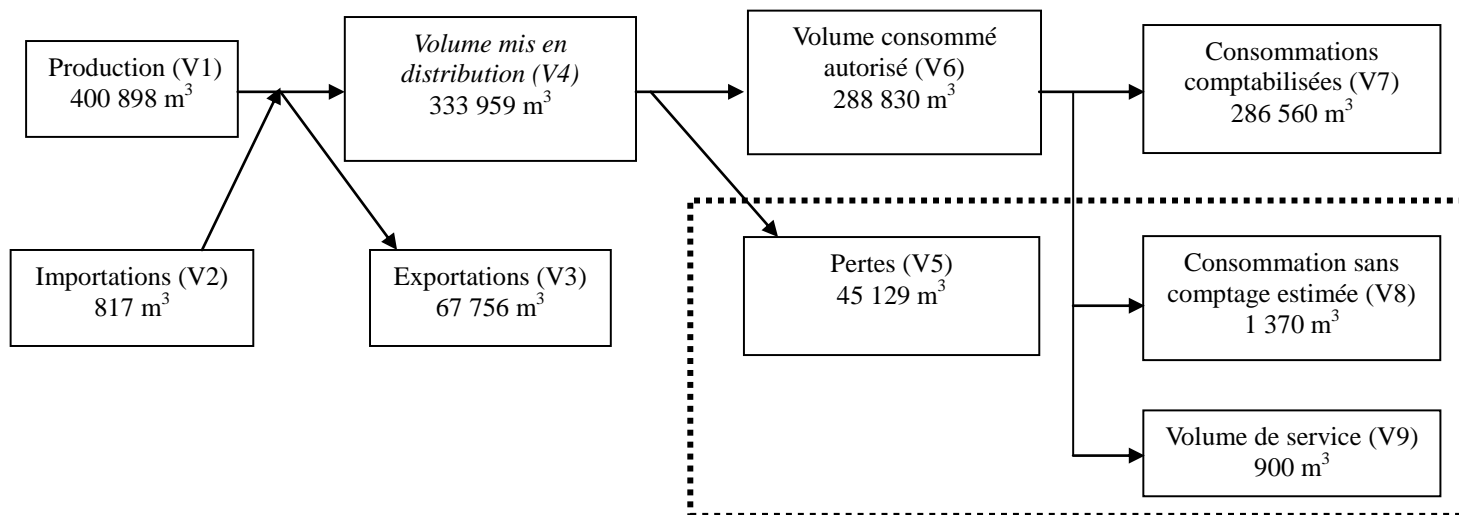 Production (V1)
400 898 m³
Volume mis en
distribution (V4)
333 959 m³
Volume consommé
autorisé (V6)
288 830 m³
Consommations
comptabilisées (V7)
286 560 m³
Importations (V2)
817 m³
Exportations (V3)
67 756 m³
Pertes (V5)
45 129 m³
Consommation sans
comptage estimée (V8)
1 370 m³
Volume de service (V9)
900 m³